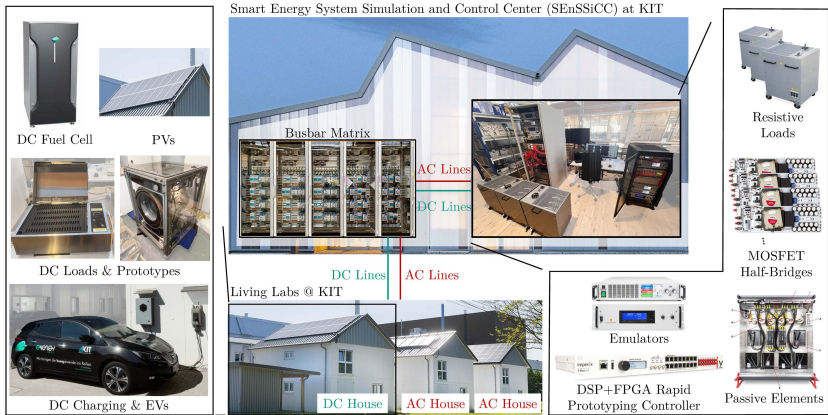 Smart Energy System Simulation and Control Center (SEnSSiCC) at KIT
DC Fuel Cell
PVs
DC Loads & Prototypes
DC Charging & EVs
Busbar Matrix
AC Lines
DC Lines
DC Lines
AC Lines
Living Labs @ KIT
DC House
AC House
AC House
Resistive
Loads
MOSFET
Half-Bridges
Emulators
DSP+FPGA Rapid
Prototyping Controller
Passive Elements
KIT